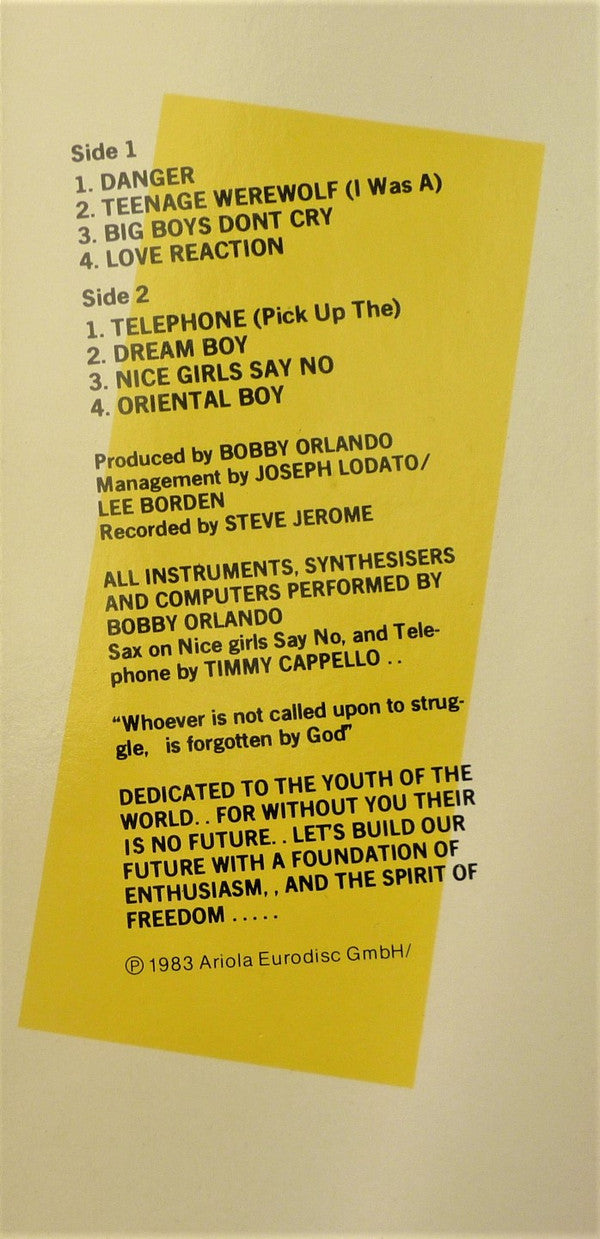 Side 1
1. DANGER
2. TEENAGE WEREWOLF (I Was A)
3. BIG BOYS DONT CRY
4. LOVE REACTION
Side 2
1. TELEPHONE (Pick Up The)
2. DREAM BOY
3. NICE GIRLS SAY NO
4. ORIENTAL BOY
Produced by BOBBY ORLANDO
Management by JOSEPH LODATO/
LEE BORDEN
Recorded by STEVE JEROME
ALL INSTRUMENTS, SYNTHESISERS
AND COMPUTERS PERFORMED BY
BOBBY ORLANDO
Sax on Nice girls Say No, and Tele-
phone by TIMMY CAPPELLO . .
“Whoever is not called upon to strug-
gle, is forgotten by God”
DEDICATED TO THE YOUTH OF THE
WORLD. . FOR WITHOUT YOU THEIR
IS NO FUTURE. . LET'S BUILD OUR
FUTURE WITH A FOUNDATION OF
ENTHUSIASM, , AND THE SPIRIT OF
FREEDOM . . . . .
℗ 1983 Ariola Eurodisc GmbH/